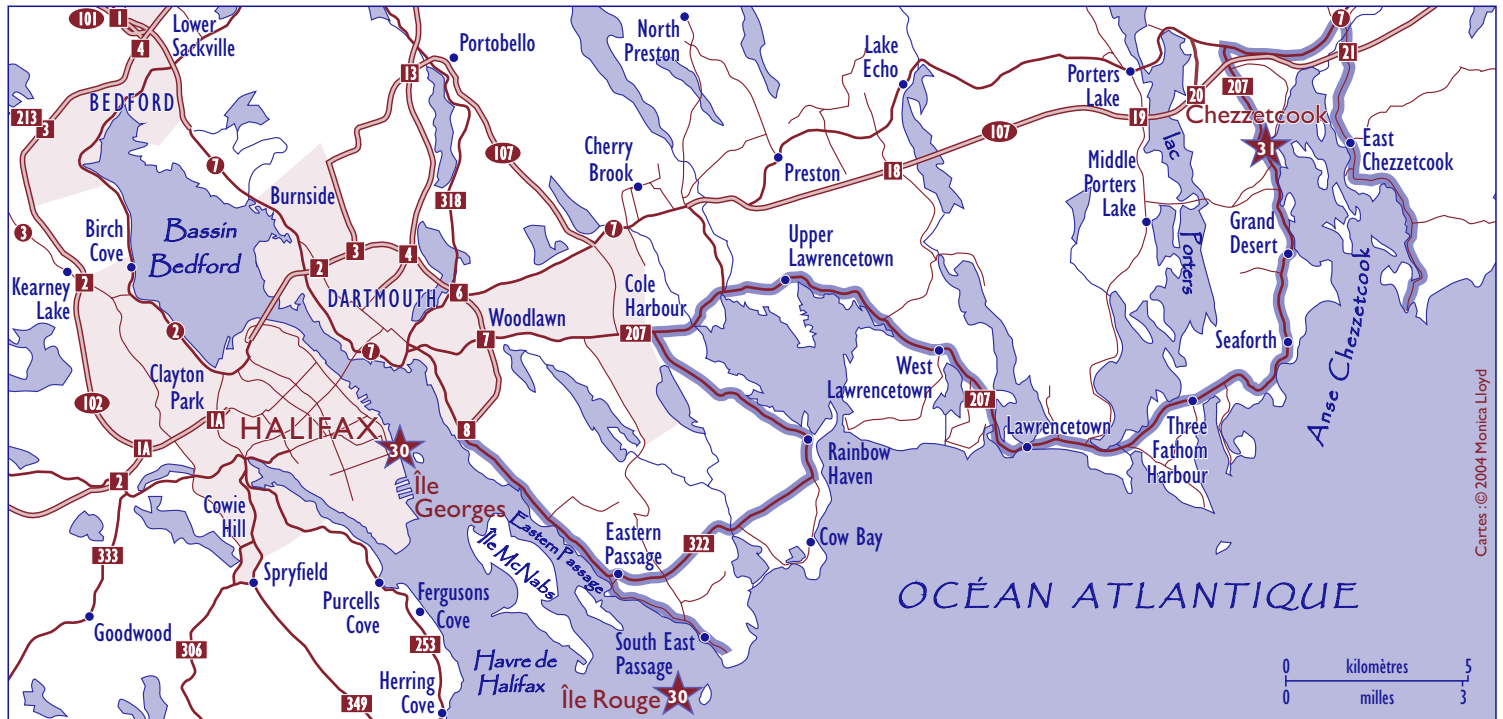 101
1
Lower
Sackville
4
213
3
BEDFORD
Portobello
13
North
Preston
Lake
Echo
Porters
Lake
7
21
207
20
19
Chezzetcook
31
107
107
7
Cherry
Brook
Preston
18
lac
Porters
Middle
Porters
Lake
East
Chezzetcook
Burnside
318
3
Birch
Cove
Bassin
Bedford
2
3
4
7
Upper
Lawrencetown
Grand
Desert
Kearney
Lake
2
DARTMOUTH
6
Cole
Harbour
2
7
7
Woodlawn
207
Seaforth
Anse Chezzetcook
Clayton
Park
West
Lawrencetown
207
102
1A
HALIFAX
30
8
Lawrencetown
Three
Fathom
Harbour
1A
Rainbow
Haven
2
Île
Georges
Cowie
Hill
Eastern Passage
Île McNabs
Eastern
Passage
322
Cow Bay
333
Spryfield
Purcells
Cove
Fergusons
Cove
OCÉAN ATLANTIQUE
Goodwood
306
253
South East
Passage
Havre de
Halifax
Herring
Cove
349
Île Rouge
30
0 kilomètres 5
0 milles 3
Cartes : © 2004 Monica Lloyd